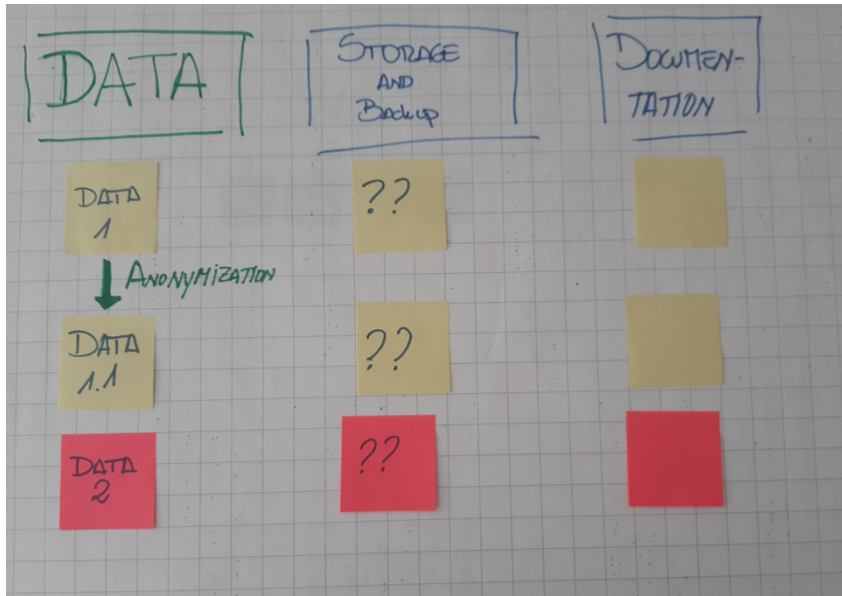 DATA
STORAGE
AND
Backup
DOCUMEN-
TATION
DATA
1
??
ANONYMIZATION
DATA
1.1
??
DATA
2
??